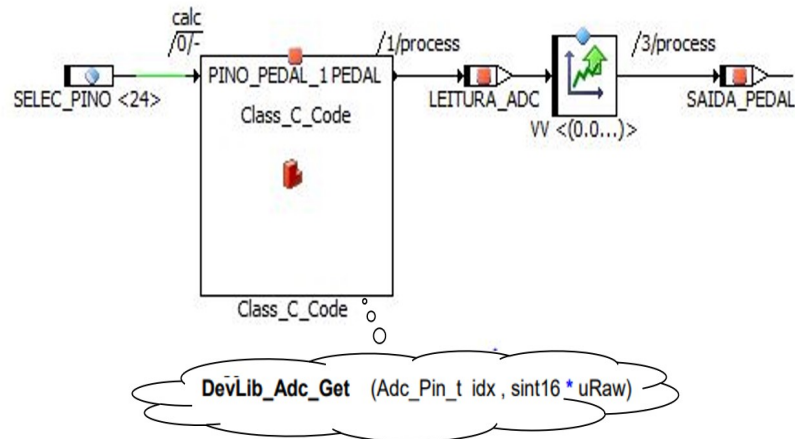 calc
/0/-
/1/process
/3/process
PINO_PEDAL_1 PEDAL
SELEC_PINO <24>
LEITURA_ADC
SAIDA_PEDAL
Class_C_Code
VV <(0.0...)>
Class_C_Code
DevLib_Adc_Get (Adc_Pin_t idx , sint16 * uRaw)